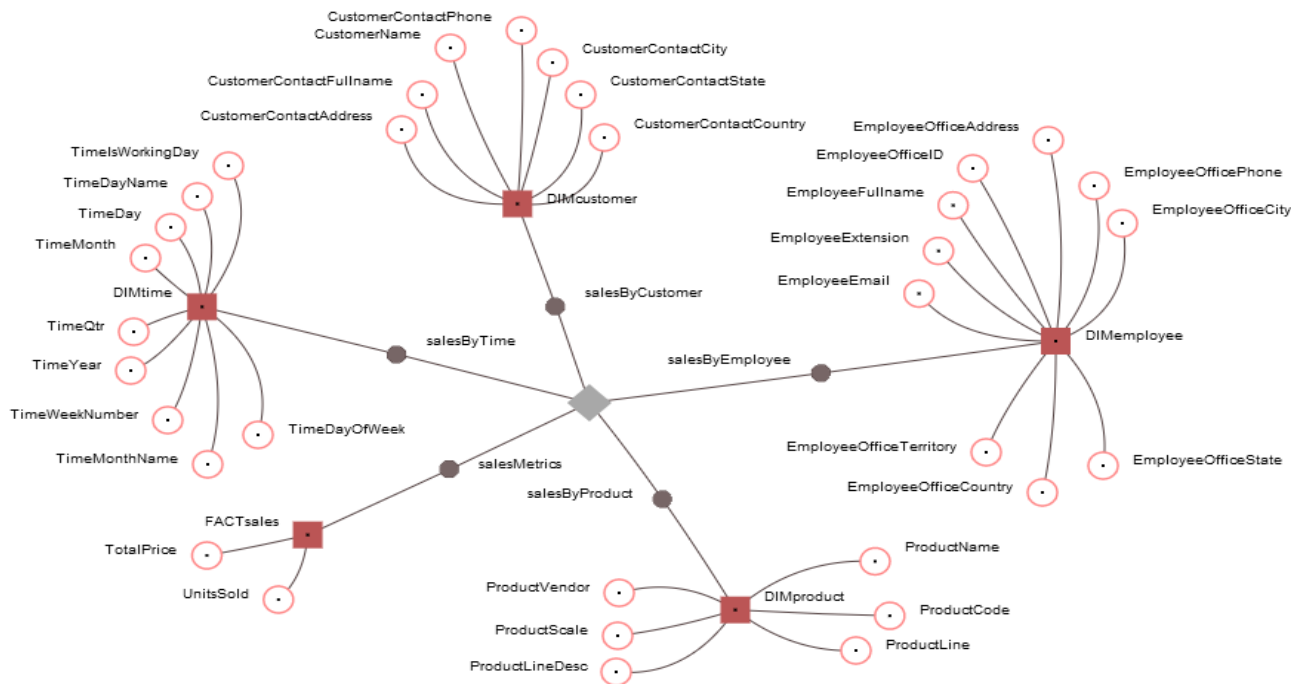 CustomerContactPhone
CustomerName
CustomerContactCity
CustomerContactFullname
CustomerContactState
CustomerContactAddress
CustomerContactCountry
DIMcustomer
TimeIsWorkingDay
TimeDayName
TimeDay
TimeMonth
DIMtime
TimeQtr
TimeYear
TimeWeekNumber
TimeMonthName
TimeDayOfWeek
EmployeeOfficeAddress
EmployeeOfficeID
EmployeeOfficePhone
EmployeeFullname
EmployeeOfficeCity
EmployeeExtension
EmployeeEmail
DIMemployee
EmployeeOfficeTerritory
EmployeeOfficeState
EmployeeOfficeCountry
salesByCustomer
salesByTime
salesByEmployee
salesMetrics
salesByProduct
FACTsales
TotalPrice
UnitsSold
ProductName
ProductVendor
DIMproduct
ProductCode
ProductScale
ProductLine
ProductLineDesc